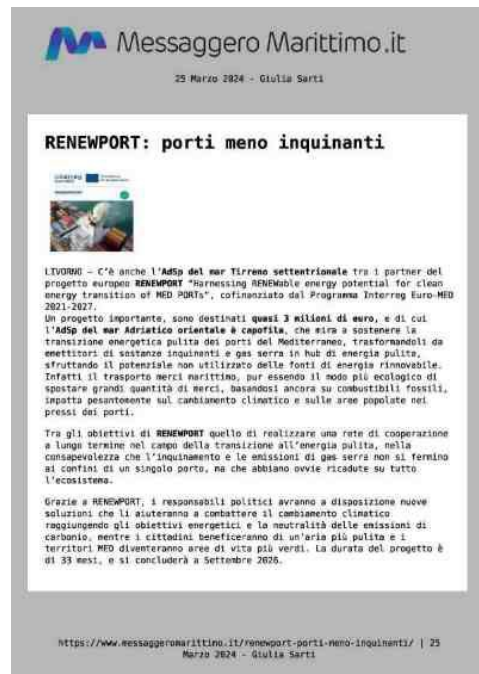 Messaggero Marittimo.it
25 Marzo 2024 - Giulia Sarti
RENEWPORT: porti meno inquinanti
LIVORNO – C'è anche l'AdSp del mar Tirreno settentrionale tra i partner del
progetto europeo RENEWPORT "Harnessing RENEWable energy potential for clean
energy transition of MED PORTs", cofinanziato dal Programma Interreg Euro-MED
2021-2027.
Un progetto importante, sono destinati quasi 3 milioni di euro, e di cui
l'AdSp del mar Adriatico orientale è capofila, che mira a sostenere la
transizione energetica pulita dei porti del Mediterraneo, trasformandoli da
emettitori di sostanze inquinanti e gas serra in hub di energia pulita,
sfruttando il potenziale non utilizzato delle fonti di energia rinnovabile.
Infatti il trasporto merci marittimo, pur essendo il modo più ecologico di
spostare grandi quantità di merci, basandosi ancora su combustibili fossili,
impatta pesantemente sul cambiamento climatico e sulle aree popolate nei
pressi dei porti.
Tra gli obiettivi di RENEWPORT quello di realizzare una rete di cooperazione
a lungo termine nel campo della transizione all'energia pulita, nella
consapevolezza che l'inquinamento e le emissioni di gas serra non si fermino
ai confini di un singolo porto, ma che abbiano ovvie ricadute su tutto
l'ecosistema.
Grazie a RENEWPORT, i responsabili politici avranno a disposizione nuove
soluzioni che li aiuteranno a combattere il cambiamento climatico
raggiungendo gli obiettivi energetici e la neutralità delle emissioni di
carbonio, mentre i cittadini beneficeranno di un'aria più pulita e i
territori MED diventeranno aree di vita più verdi. La durata del progetto è
di 33 mesi, e si concluderà a Settembre 2026.
https://www.messaggeromarittimo.it/renewport-porti-meno-inquinanti/ | 25
Marzo 2024 - Giulia Sarti